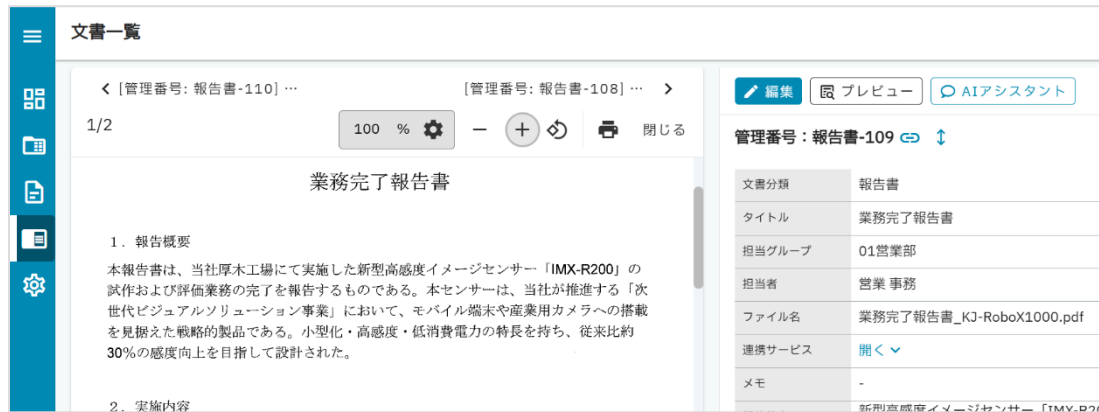 文書一覧
[管理番号: 報告書-110] …
[管理番号: 報告書-108] …
1/2
100 %
閉じる
業務完了報告書
1. 報告概要
本報告書は、当社厚木工場にて実施した新型高感度イメージセンサー「IMX-R200」の
試作および評価業務の完了を報告するものである。本センサーは、当社が推進する「次
世代ビジュアルソリューション事業」において、モバイル端末や産業用カメラへの搭載
を見据えた戦略的製品である。小型化・高感度・低消費電力の特長を持ち、従来比約
30%の感度向上を目指して設計された。
2. 実施内容
編集
プレビュー
AIアシスタント
管理番号：報告書-109
文書分類 報告書
タイトル 業務完了報告書
担当グループ 01営業部
担当者 営業 事務
ファイル名 業務完了報告書_KJ-RoboX1000.pdf
連携サービス 開く
メモ -
新型高感度イメージセンサー「IMX-R20